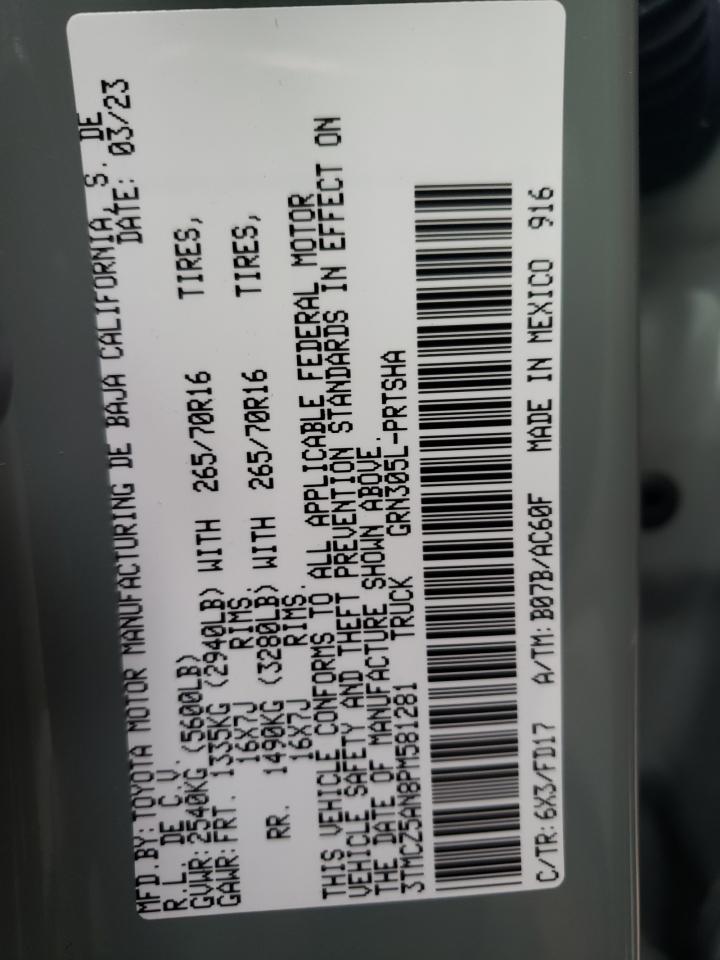 MFD.BY:TOYOTA MOTOR MANUFACTURING DE BAJA CALIFORNIA, S. DE
R.L. DE C.V. DATE: 03/23
GVWR:2540KG (5600LB)
GAWR:FRT. 1335KG (2940LB) WITH 265/70R16 TIRES,
16X7J RIMS.
RR. 1490KG (3280LB) WITH 265/70R16 TIRES,
16X7J RIMS.
THIS VEHICLE CONFORMS TO ALL APPLICABLE FEDERAL MOTOR
VEHICLE SAFETY AND THEFT PREVENTION STANDARDS IN EFFECT ON
THE DATE OF MANUFACTURE SHOWN ABOVE.
3TMCZ5AN8PM581281 TRUCK GRN305L-PRTSHA
C/TR:6X3/FD17 A/TM:B07B/AC60F MADE IN MEXICO 916